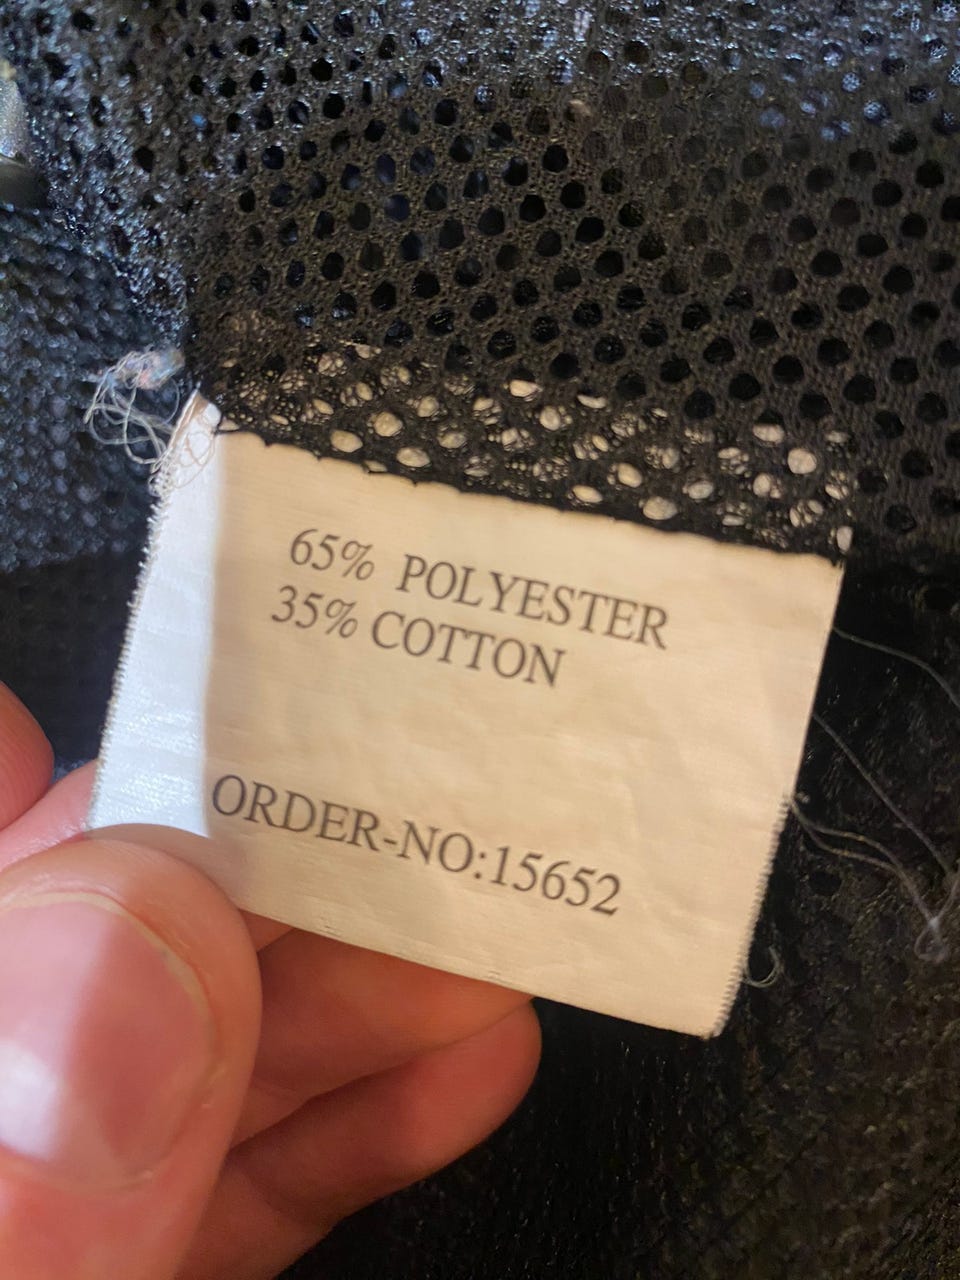 65% POLYESTER
35% COTTON
ORDER-NO:15652